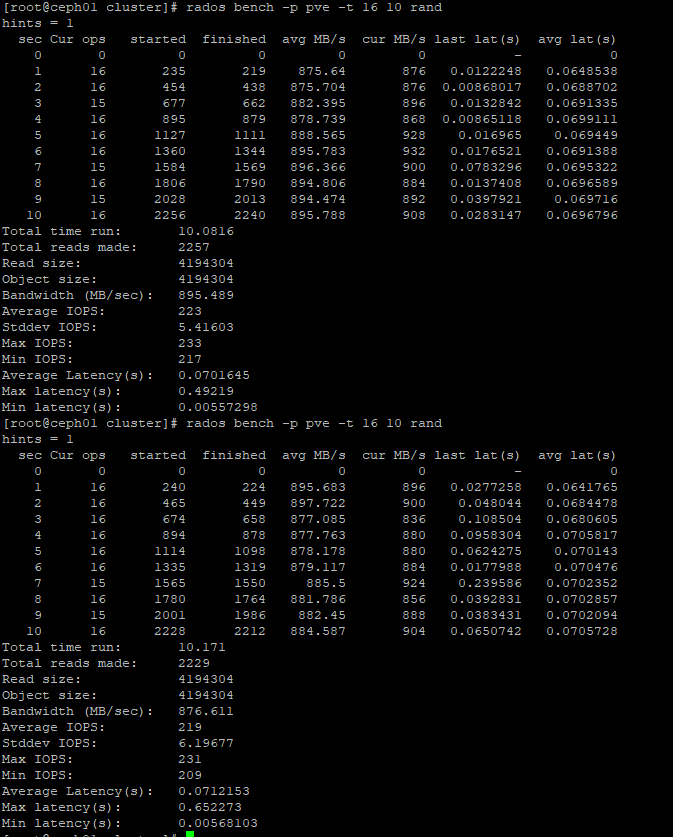 [root@ceph01 cluster]# rados bench -p pve -t 16 10 rand
hints = 1
  sec Cur ops   started  finished  avg MB/s  cur MB/s last lat(s)  avg lat(s)
    0       0         0         0         0         0           -           0
    1      16       235       219    875.64       876   0.0122248   0.0648538
    2      16       454       438   875.704       876  0.00868017   0.0688702
    3      15       677       662   882.395       896   0.0132842   0.0691335
    4      16       895       879   878.739       868  0.00865118   0.0699111
    5      16      1127      1111   888.565       928    0.016965    0.069449
    6      16      1360      1344   895.783       932   0.0176521   0.0691388
    7      15      1584      1569   896.366       900   0.0783296   0.0695322
    8      16      1806      1790   894.806       884   0.0137408   0.0696589
    9      15      2028      2013   894.474       892   0.0397921    0.069716
   10      16      2256      2240   895.788       908   0.0283147   0.0696796
Total time run:       10.0816
Total reads made:     2257
Read size:            4194304
Object size:          4194304
Bandwidth (MB/sec):   895.489
Average IOPS:         223
Stddev IOPS:          5.41603
Max IOPS:             233
Min IOPS:             217
Average Latency(s):   0.0701645
Max latency(s):       0.49219
Min latency(s):       0.00557298
[root@ceph01 cluster]# rados bench -p pve -t 16 10 rand
hints = 1
  sec Cur ops   started  finished  avg MB/s  cur MB/s last lat(s)  avg lat(s)
    0       0         0         0         0         0           -           0
    1      16       240       224   895.683       896   0.0277258   0.0641765
    2      16       465       449   897.722       900    0.048044   0.0684478
    3      16       674       658   877.085       836    0.108504   0.0680605
    4      16       894       878   877.763       880   0.0958304   0.0705817
    5      16      1114      1098   878.178       880   0.0624275    0.070143
    6      16      1335      1319   879.117       884   0.0177988    0.070476
    7      15      1565      1550     885.5       924    0.239586   0.0702352
    8      16      1780      1764   881.786       856   0.0392831   0.0702857
    9      15      2001      1986    882.45       888   0.0383431   0.0702094
   10      16      2228      2212   884.587       904   0.0650742   0.0705728
Total time run:       10.171
Total reads made:     2229
Read size:            4194304
Object size:          4194304
Bandwidth (MB/sec):   876.611
Average IOPS:         219
Stddev IOPS:          6.19677
Max IOPS:             231
Min IOPS:             209
Average Latency(s):   0.0712153
Max latency(s):       0.652273
Min latency(s):       0.00568103
[root@ceph01 cluster]#